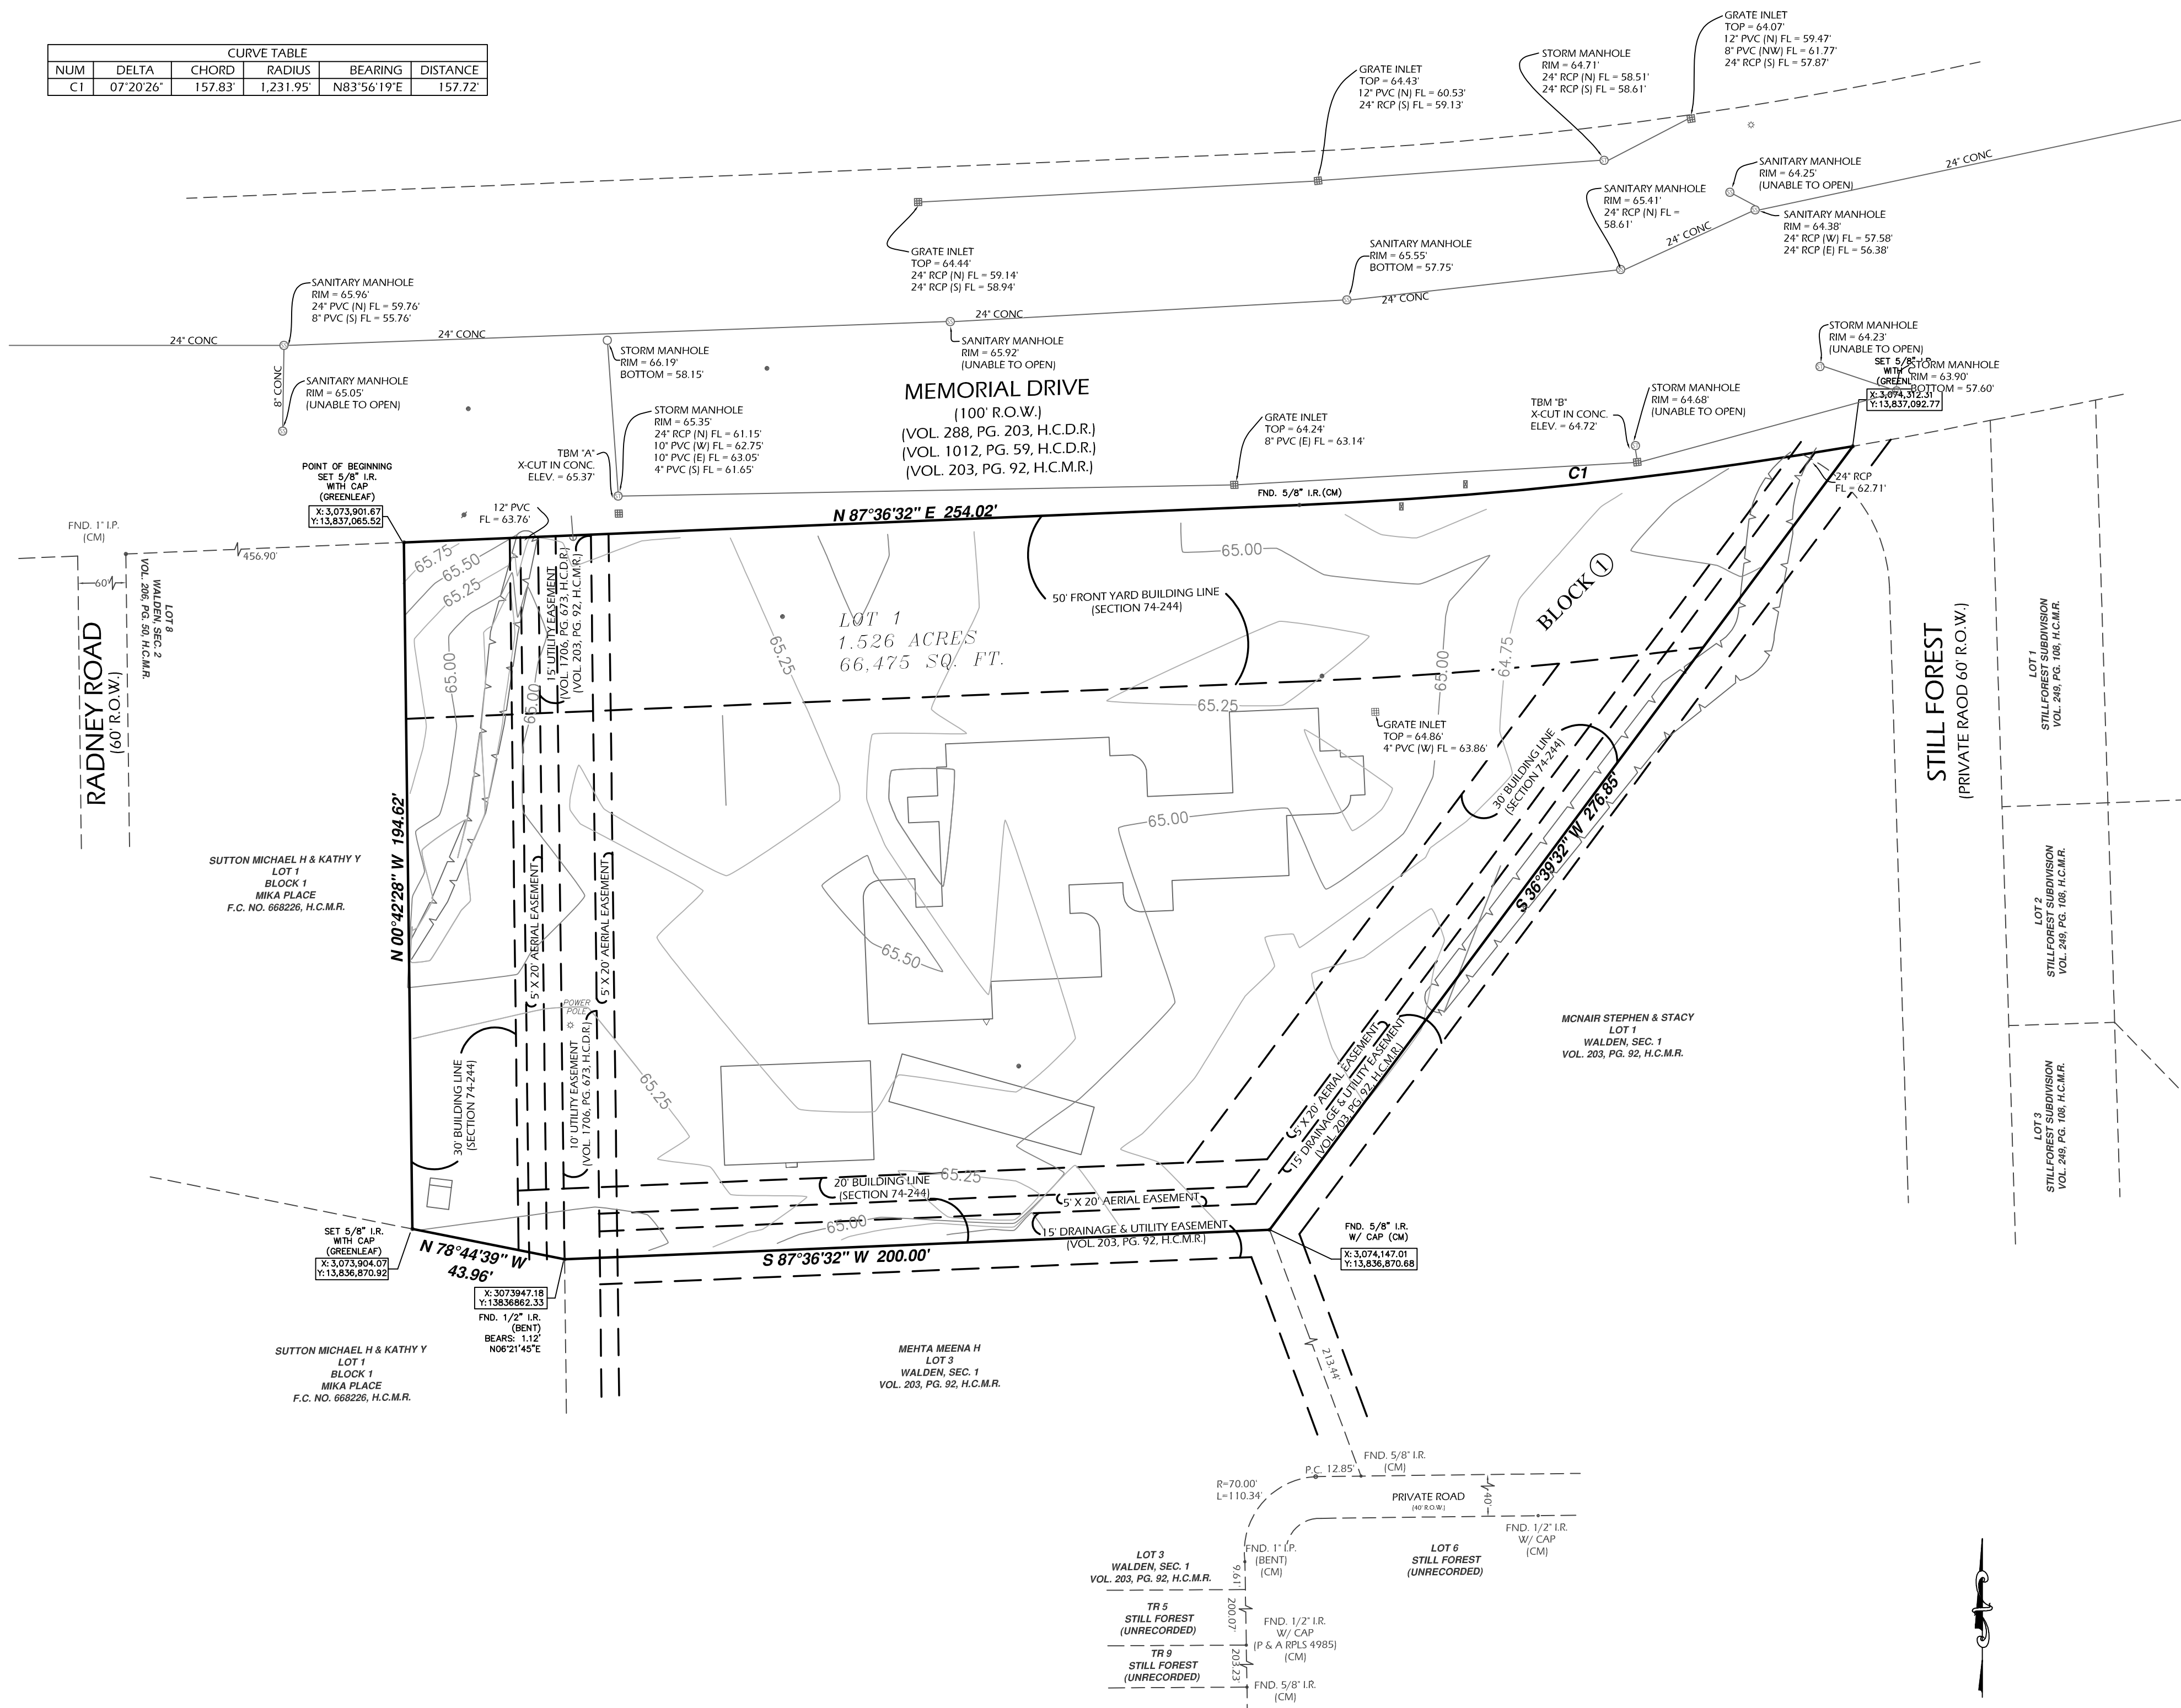 CURVE TABLE
NUM DELTA CHORD RADIUS BEARING DISTANCE
C1 07°20'26" 157.83' 1,231.95' N83°56'19"E 157.72'
GRATE INLET
TOP = 64.07'
12" PVC (N) FL = 59.47'
8" PVC (NW) FL = 61.77'
24" RCP (S) FL = 57.87'
STORM MANHOLE
RIM = 64.71'
24" RCP (N) FL = 58.51'
24" RCP (S) FL = 58.61'
GRATE INLET
TOP = 64.43'
12" PVC (N) FL = 60.53'
24" RCP (S) FL = 59.13'
SANITARY MANHOLE
RIM = 64.25'
(UNABLE TO OPEN)
24" CONC
SANITARY MANHOLE
RIM = 65.41'
24" RCP (N) FL =
58.61'
SANITARY MANHOLE
RIM = 64.38'
24" RCP (W) FL = 57.58'
24" RCP (E) FL = 56.38'
24" CONC
GRATE INLET
TOP = 64.44'
24" RCP (N) FL = 59.14'
24" RCP (S) FL = 58.94'
SANITARY MANHOLE
RIM = 65.55'
BOTTOM = 57.75'
24" CONC
SANITARY MANHOLE
RIM = 65.96'
24" PVC (N) FL = 59.76'
8" PVC (S) FL = 55.76'
24" CONC
24" CONC
24" CONC
8" CONC
SANITARY MANHOLE
RIM = 65.05'
(UNABLE TO OPEN)
STORM MANHOLE
RIM = 66.19'
BOTTOM = 58.15'
SANITARY MANHOLE
RIM = 65.92'
(UNABLE TO OPEN)
MEMORIAL DRIVE
(100' R.O.W.)
(VOL. 288, PG. 203, H.C.D.R.)
(VOL. 1012, PG. 59, H.C.D.R.)
(VOL. 203, PG. 92, H.C.M.R.)
STORM MANHOLE
RIM = 64.23'
(UNABLE TO OPEN)
SET 5/8" I.R.
WITH
(GREENL
STORM MANHOLE
RIM = 63.90'
BOTTOM = 57.60'
X: 3,074,312.31
Y: 13,837,092.77
STORM MANHOLE
RIM = 64.68'
(UNABLE TO OPEN)
TBM "B"
X-CUT IN CONC.
ELEV. = 64.72'
STORM MANHOLE
RIM = 65.35'
24" RCP (N) FL = 61.15'
10" PVC (W) FL = 62.75'
10" PVC (E) FL = 63.05'
4" PVC (S) FL = 61.65'
GRATE INLET
TOP = 64.24'
8" PVC (E) FL = 63.14'
TBM "A"
X-CUT IN CONC.
ELEV. = 65.37'
POINT OF BEGINNING
SET 5/8" I.R.
WITH CAP
(GREENLEAF)
X: 3,073,901.67
Y: 13,837,065.52
FND. 1" I.P.
(CM)
456.90'
60'
12" PVC
FL = 63.76'
N 87°36'32" E 254.02'
FND. 5/8" I.R.(CM)
C1
24" RCP
FL = 62.71'
RADNEY ROAD
(60' R.O.W.)
LOT 8
WALDEN, SEC. 2
VOL. 206, PG. 50, H.C.M.R.
65.75
65.50
65.25
65.00
65.00
15' UTILITY EASEMENT
(VOL. 1706, PG. 673, H.C.D.R.)
(VOL. 203, PG. 92, H.C.M.R.)
LOT 1
1.526 ACRES
66,475 SQ. FT.
65.25
65.00
50' FRONT YARD BUILDING LINE
(SECTION 74-244)
BLOCK 1
65.00
64.75
65.25
GRATE INLET
TOP = 64.86'
4" PVC (W) FL = 63.86'
30' BUILDING LINE
(SECTION 74-244)
STILL FOREST
(PRIVATE RAOD 60' R.O.W.)
LOT 1
STILLFOREST SUBDIVISION
VOL. 249, PG. 108, H.C.M.R.
LOT 2
STILLFOREST SUBDIVISION
VOL. 249, PG. 108, H.C.M.R.
LOT 3
STILLFOREST SUBDIVISION
VOL. 249, PG. 108, H.C.M.R.
65.00
N 00°42'28" W 194.62'
S 36°39'32" W 276.85'
SUTTON MICHAEL H & KATHY Y
LOT 1
BLOCK 1
MIKA PLACE
F.C. NO. 668226, H.C.M.R.
5' X 20' AERIAL EASEMENT
5' X 20' AERIAL EASEMENT
65.50
POWER
POLE
30' BUILDING LINE
(SECTION 74-244)
10' UTILITY EASEMENT
(VOL. 1706, PG. 673, H.C.D.R.)
65.25
MCNAIR STEPHEN & STACY
LOT 1
WALDEN, SEC. 1
VOL. 203, PG. 92, H.C.M.R.
5' X 20' AERIAL EASEMENT
15' DRAINAGE & UTILITY EASEMENT
(VOL. 203, PG. 92, H.C.M.R.)
65.25
20' BUILDING LINE
(SECTION 74-244)
5' X 20' AERIAL EASEMENT
65.00
15' DRAINAGE & UTILITY EASEMENT
(VOL. 203, PG. 92, H.C.M.R.)
SET 5/8" I.R.
WITH CAP
(GREENLEAF)
X: 3,073,904.07
Y: 13,836,870.92
N 78°44'39" W
43.96'
S 87°36'32" W 200.00'
FND. 5/8" I.R.
W/ CAP (CM)
X: 3,074,147.01
Y: 13,836,870.68
X: 3073947.18
Y: 13836862.33
FND. 1/2" I.R.
(BENT)
BEARS: 1.12'
N06°21'45"E
SUTTON MICHAEL H & KATHY Y
LOT 1
BLOCK 1
MIKA PLACE
F.C. NO. 668226, H.C.M.R.
MEHTA MEENA H
LOT 3
WALDEN, SEC. 1
VOL. 203, PG. 92, H.C.M.R.
213.44'
FND. 5/8" I.R.
(CM)
P.C. 12.85'
R=70.00'
L=110.34'
PRIVATE ROAD
(40' R.O.W.)
40'
FND. 1/2" I.R.
W/ CAP
(CM)
FND. 1" I.P.
(BENT)
(CM)
LOT 6
STILL FOREST
(UNRECORDED)
LOT 3
WALDEN, SEC. 1
VOL. 203, PG. 92, H.C.M.R.
9.61'
TR 5
STILL FOREST
(UNRECORDED)
200.07'
FND. 1/2" I.R.
W/ CAP
(P & A RPLS 4985)
(CM)
TR 9
STILL FOREST
(UNRECORDED)
203.23'
FND. 5/8" I.R.
(CM)